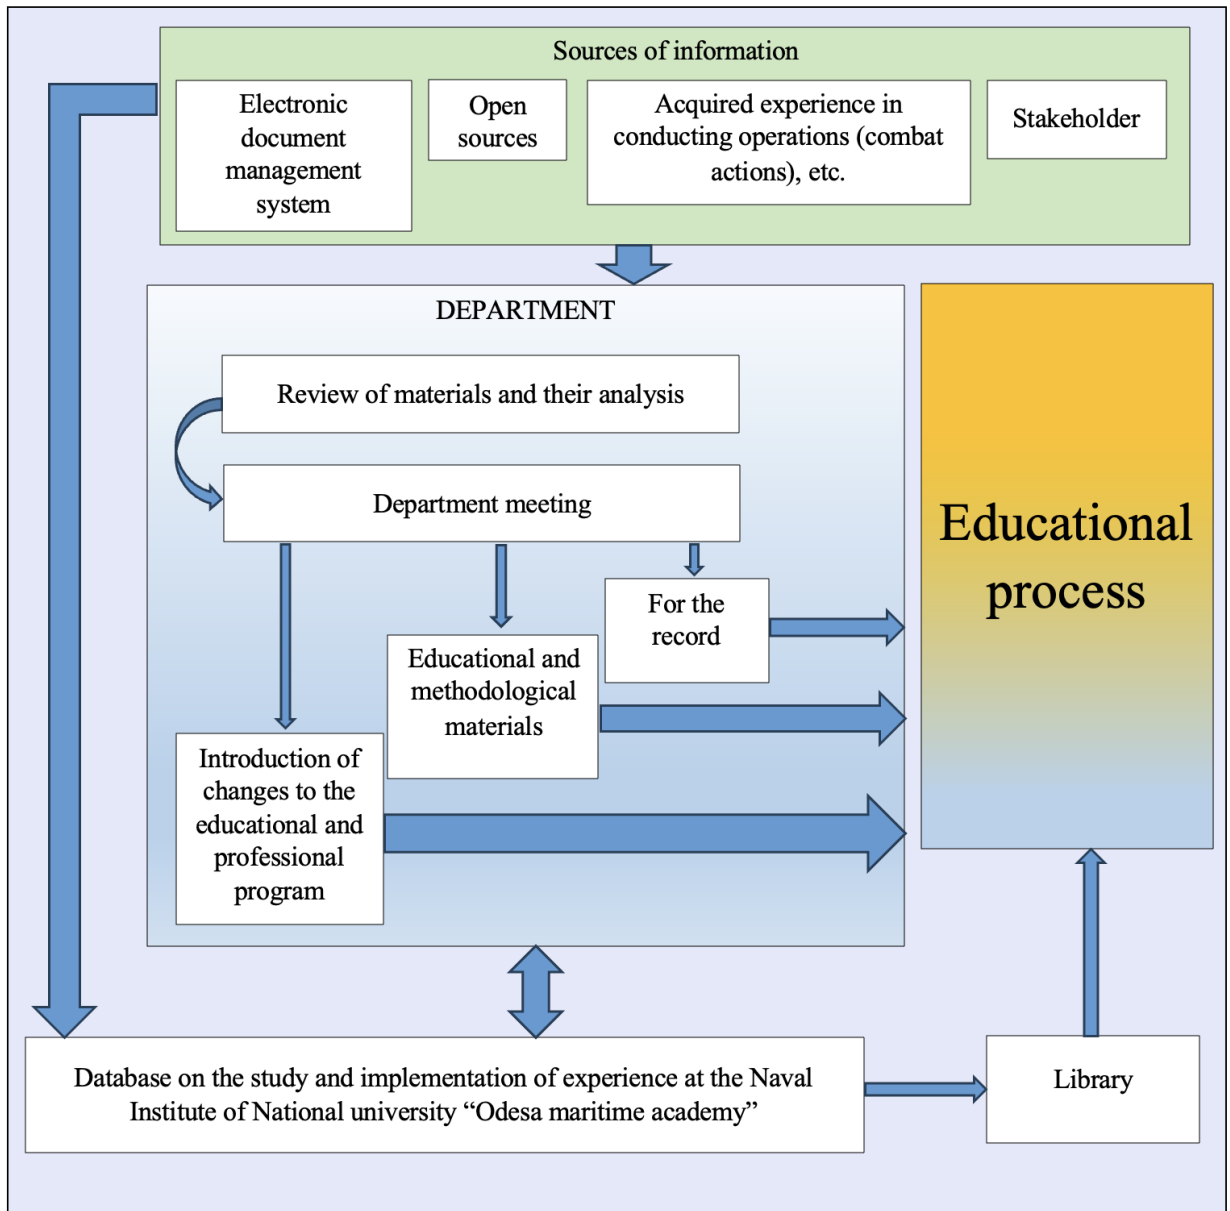 Sources of information
Electronic
document
management
system
Open
sources
Acquired experience in
conducting operations (combat
actions), etc.
Stakeholder
DEPARTMENT
Review of materials and their analysis
Department meeting
For the
record
Educational and
methodological
materials
Introduction of
changes to the
educational and
professional
program
Educational
process
Database on the study and implementation of experience at the Naval
Institute of National university “Odesa maritime academy”
Library